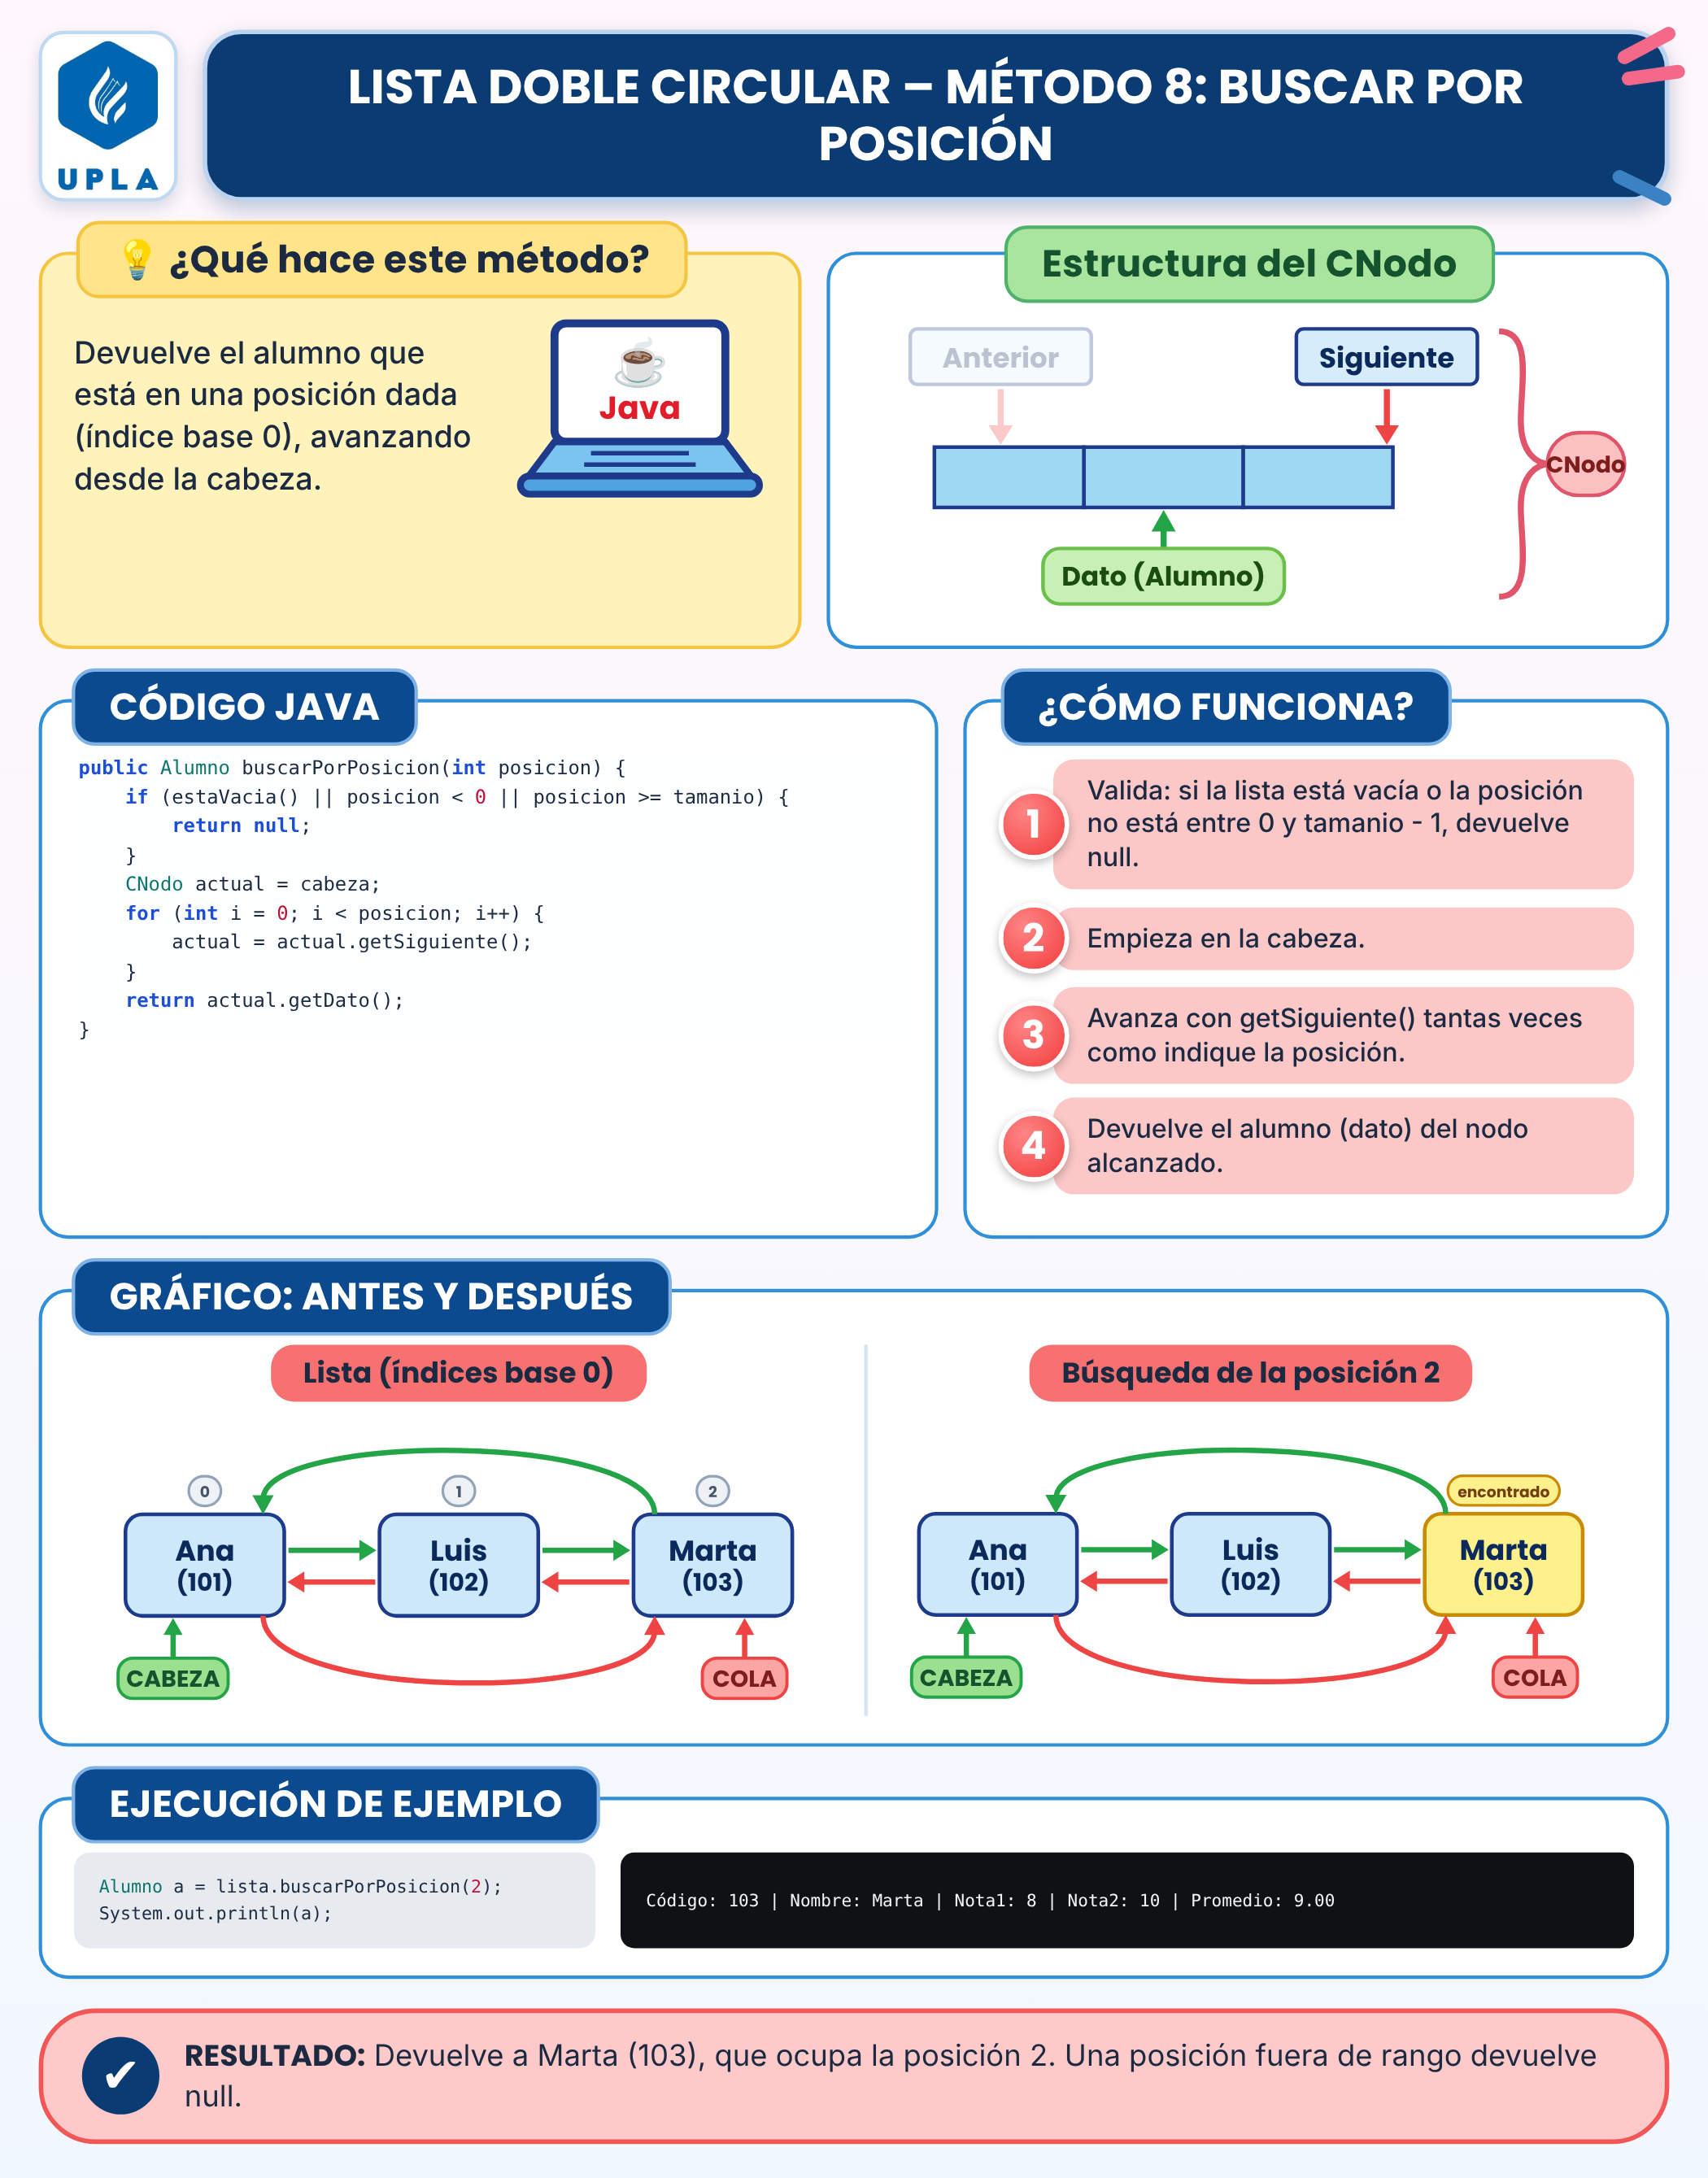 UPLA
LISTA DOBLE CIRCULAR – MÉTODO 8: BUSCAR POR
POSICIÓN
💡 ¿Qué hace este método?
Devuelve el alumno que
está en una posición dada
(índice base 0), avanzando
desde la cabeza.
Java
Estructura del CNodo
Anterior
Siguiente
CNodo
Dato (Alumno)
CÓDIGO JAVA
public Alumno buscarPorPosicion(int posicion) {
    if (estaVacia() || posicion < 0 || posicion >= tamanio) {
        return null;
    }
    CNodo actual = cabeza;
    for (int i = 0; i < posicion; i++) {
        actual = actual.getSiguiente();
    }
    return actual.getDato();
}
¿CÓMO FUNCIONA?
1
Valida: si la lista está vacía o la posición
no está entre 0 y tamanio - 1, devuelve
null.
2
Empieza en la cabeza.
3
Avanza con getSiguiente() tantas veces
como indique la posición.
4
Devuelve el alumno (dato) del nodo
alcanzado.
GRÁFICO: ANTES Y DESPUÉS
Lista (índices base 0)
0
1
2
Ana
(101)
Luis
(102)
Marta
(103)
CABEZA
COLA
Búsqueda de la posición 2
encontrado
Ana
(101)
Luis
(102)
Marta
(103)
CABEZA
COLA
EJECUCIÓN DE EJEMPLO
Alumno a = lista.buscarPorPosicion(2);
System.out.println(a);
Código: 103 | Nombre: Marta | Nota1: 8 | Nota2: 10 | Promedio: 9.00
✔
RESULTADO: Devuelve a Marta (103), que ocupa la posición 2. Una posición fuera de rango devuelve
null.